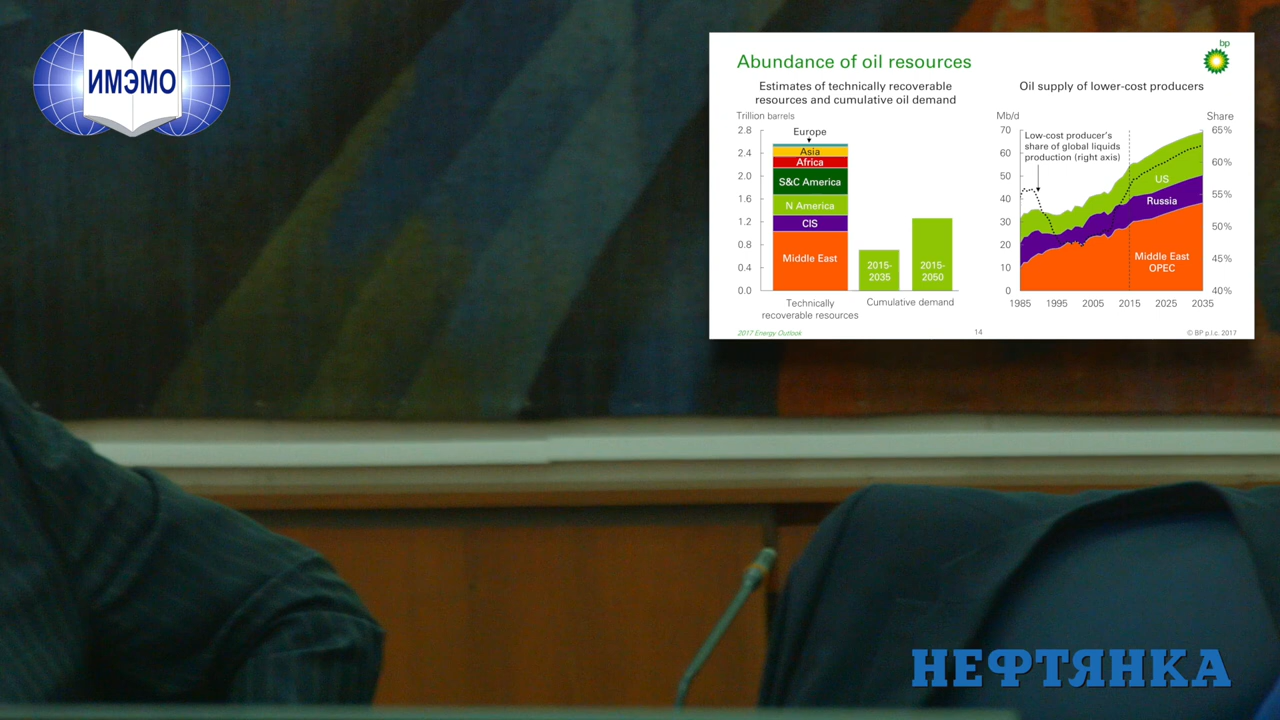 ИМЭМО
bp
Abundance of oil resources
Estimates of technically recoverable
resources and cumulative oil demand
Trillion barrels
2.8
2.4
2.0
1.6
1.2
0.8
0.4
0.0
Europe
Asia
Africa
S&C America
N America
CIS
Middle East
2015-
2035
2015-
2050
Technically
recoverable resources
Cumulative demand
Oil supply of lower-cost producers
Mb/d
Share
70
60
50
40
30
20
10
0
Low-cost producer's
share of global liquids
production (right axis)
US
Russia
Middle East
OPEC
65%
60%
55%
50%
45%
40%
1985 1995 2005 2015 2025 2035
2017 Energy Outlook
14
© BP p.l.c. 2017
НЕФТЯНКА